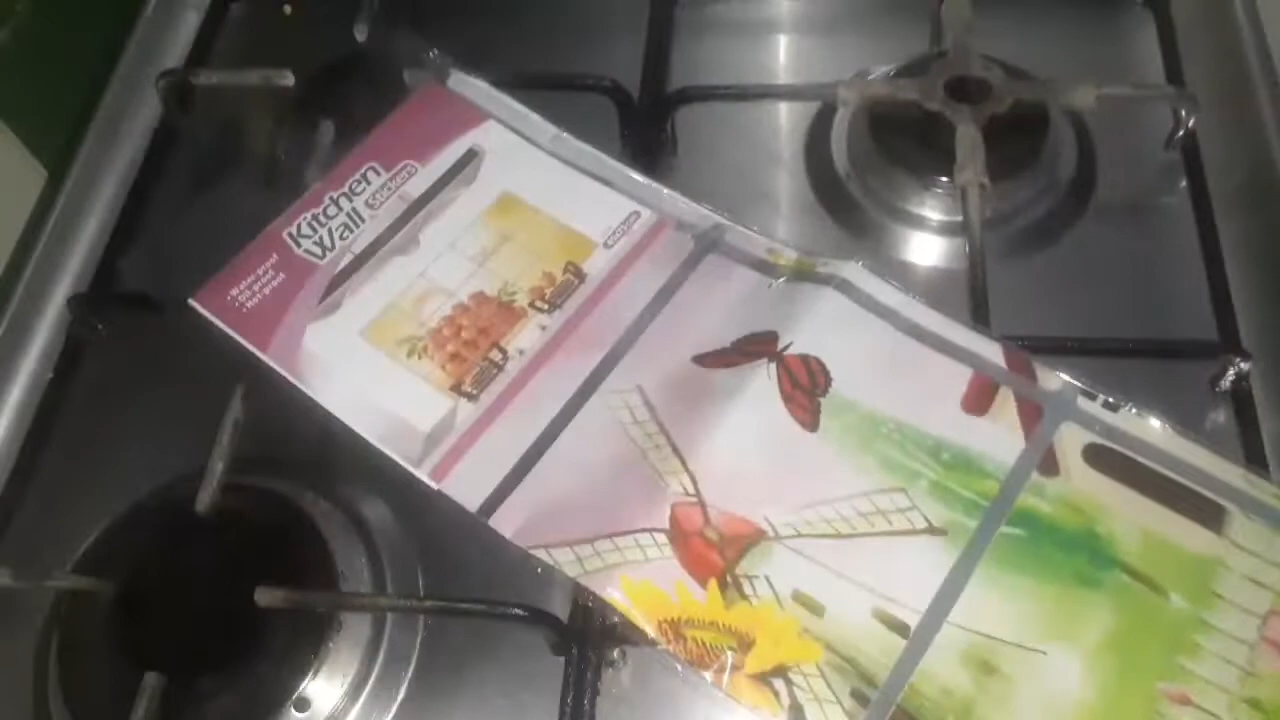 Kitchen
Wall Stickers
• Water-proof
• Oil-proof
• Hot-proof